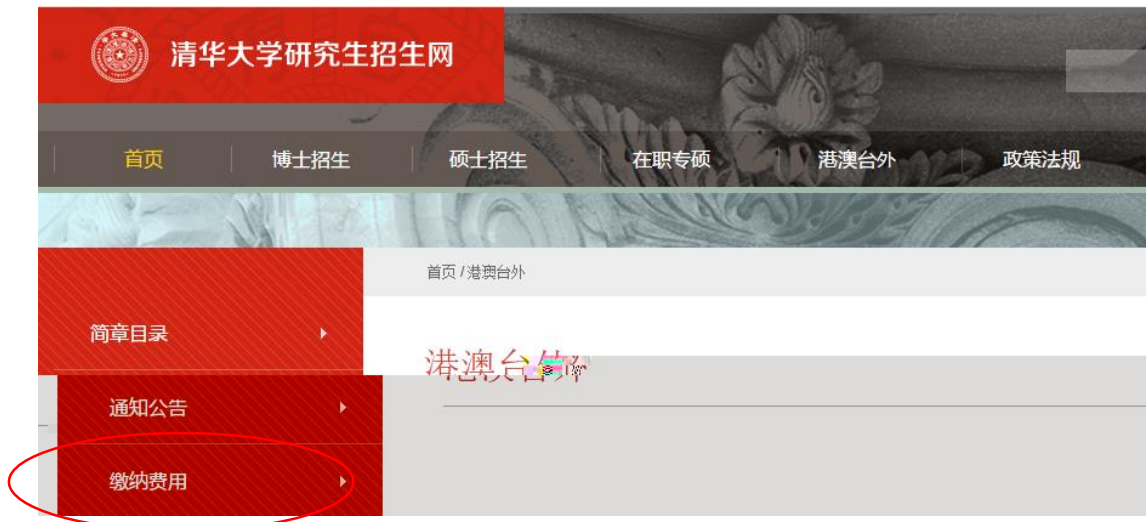 清华大学研究生招生网
首页 博士招生 硕士招生 在职专硕 港澳台外 政策法规
首页 / 港澳台外
简章目录
港澳台外
通知公告
缴纳费用